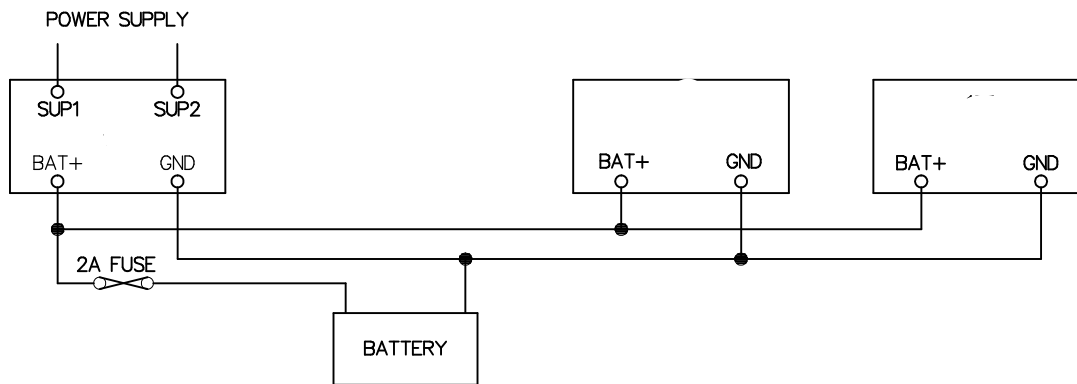 POWER SUPPLY
SUP1 SUP2
BAT+ GND
BAT+ GND
BAT+ GND
2A FUSE
BATTERY